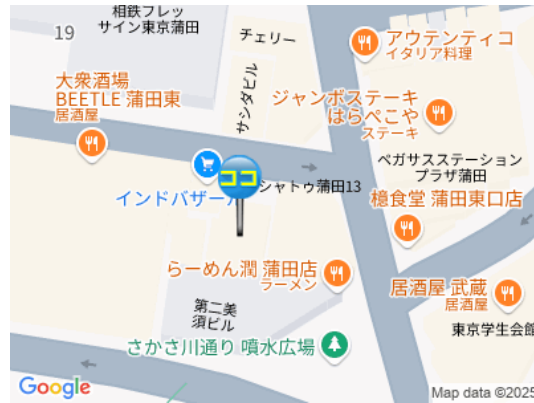 相鉄フレッ
サイン東京蒲田
19
チェリー
アウテンティコ
イタリア料理
大衆酒場
BEETLE 蒲田東
居酒屋
サシダビル
ジャンボステーキ
はらぺこや
ステーキ
ペガサスステーション
プラザ蒲田
ココ
シャトゥ蒲田13
インドバザー
檍食堂 蒲田東口店
らーめん潤 蒲田店
ラーメン
居酒屋 武蔵
居酒屋
第二美
須ビル
東京学生会館
さかさ川通り 噴水広場
Google
Map data ©2025